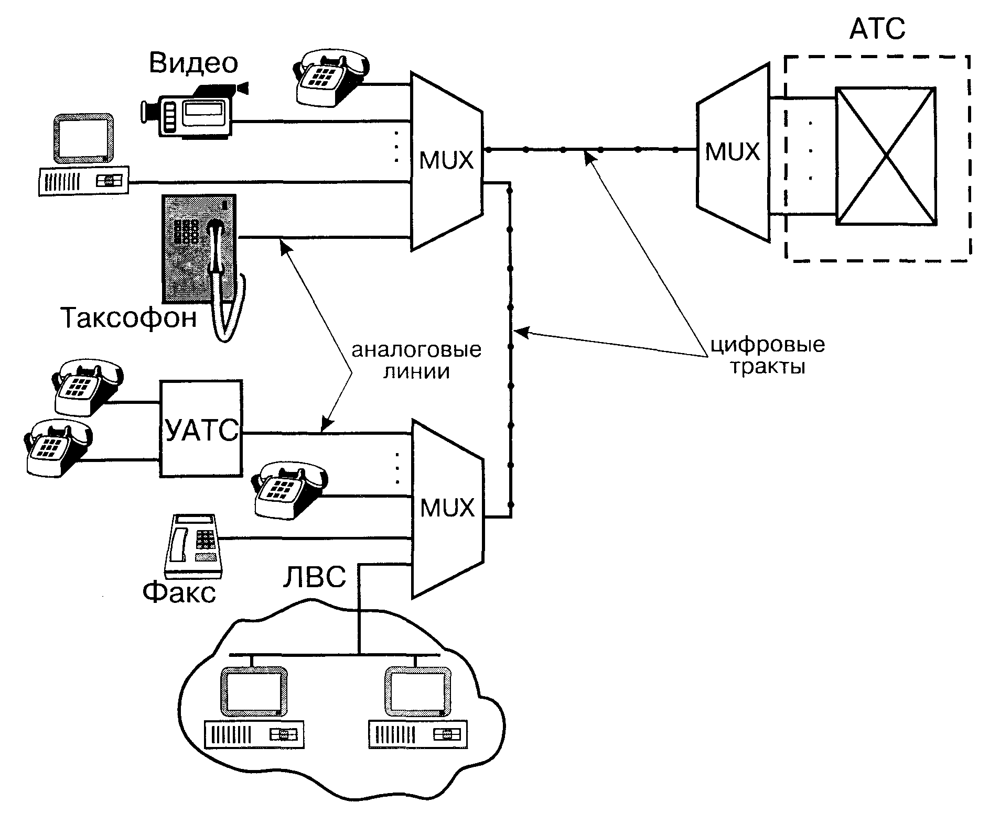 АТС
Видео
MUX
MUX
Таксофон
аналоговые
линии
цифровые
тракты
УАТС
MUX
ЛВС
Факс